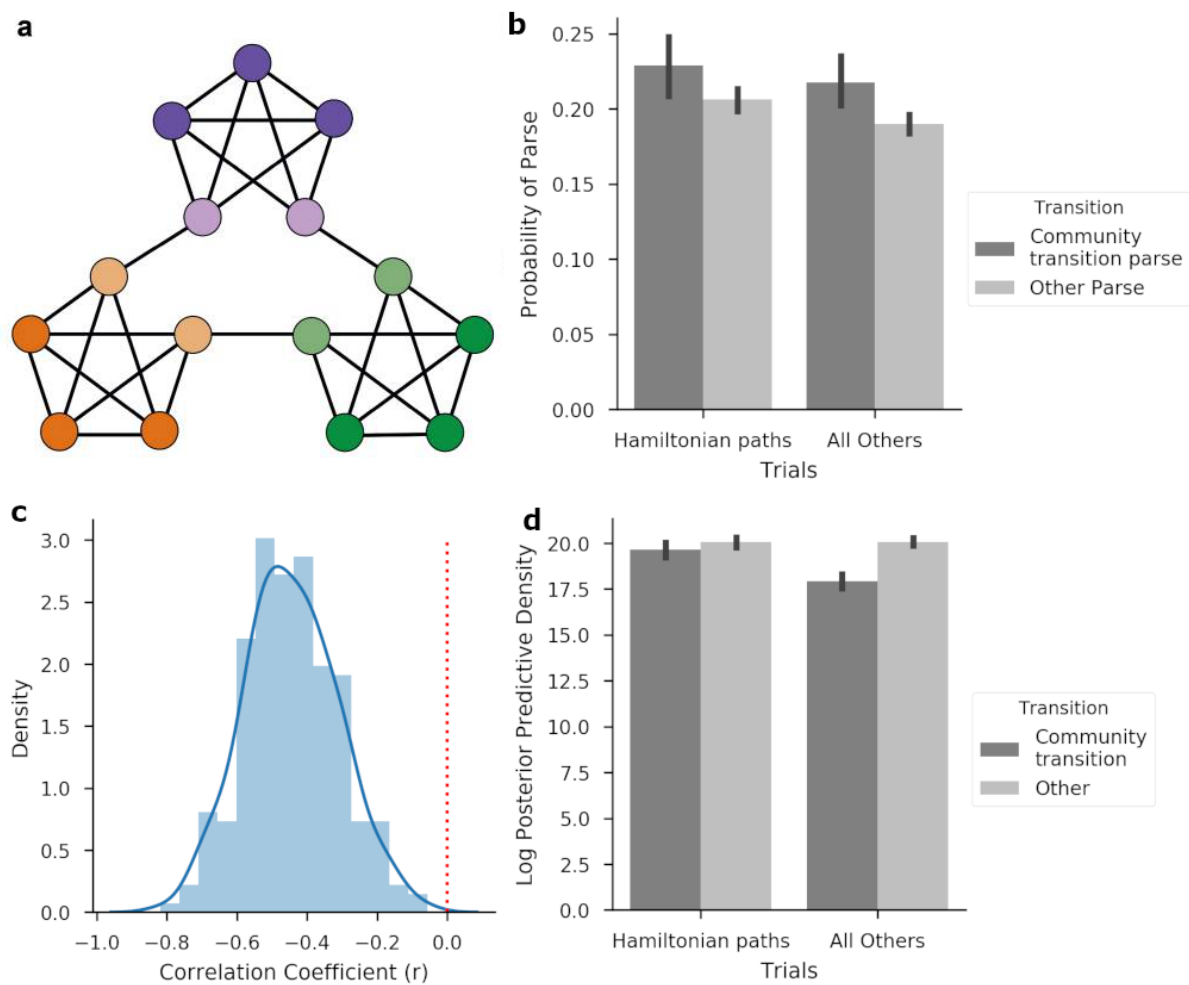 a
b
0.25
0.20
0.15
0.10
0.05
0.00
Probability of Parse
Hamiltonian paths
All Others
Trials
Transition
Community
transition parse
Other Parse
c
3.0
2.5
2.0
1.5
1.0
0.5
0.0
Density
−1.0
−0.8
−0.6
−0.4
−0.2
0.0
Correlation Coefficient (r)
d
20.0
17.5
15.0
12.5
10.0
7.5
5.0
2.5
0.0
Log Posterior Predictive Density
Hamiltonian paths
All Others
Trials
Transition
Community
transition
Other